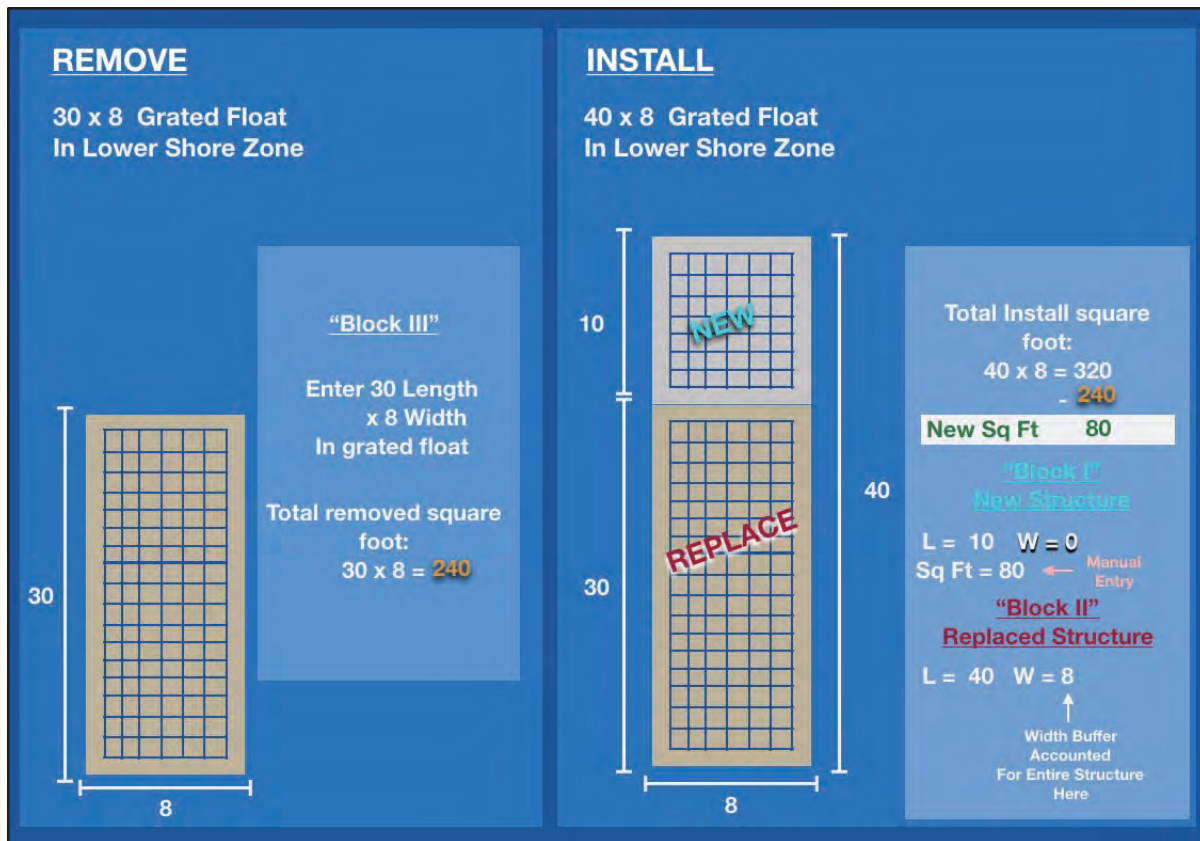 REMOVE
30 x 8 Grated Float
In Lower Shore Zone
“Block III”
Enter 30 Length
x 8 Width
In grated float
Total removed square
foot:
30 x 8 = 240
30
8
INSTALL
40 x 8 Grated Float
In Lower Shore Zone
10
NEW
30
REPLACE
40
8
Total Install square
foot:
40 x 8 = 320
- 240
New Sq Ft 80
“Block I”
New Structure
L = 10 W = 0
Sq Ft = 80
Manual
Entry
“Block II”
Replaced Structure
L = 40 W = 8
Width Buffer
Accounted
For Entire Structure
Here